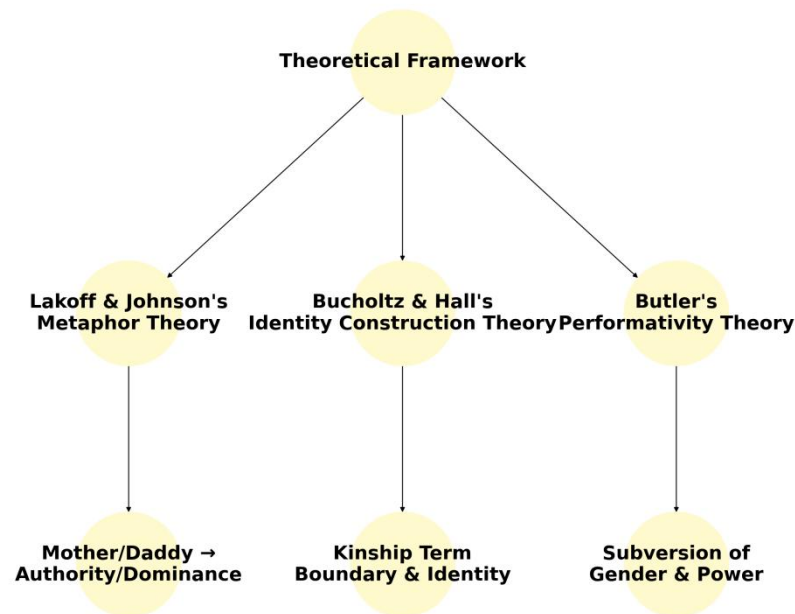 Theoretical Framework
Lakoff & Johnson's
Metaphor Theory
Bucholtz & Hall's
Identity Construction Theory
Butler's
Performativity Theory
Mother/Daddy →
Authority/Dominance
Kinship Term
Boundary & Identity
Subversion of
Gender & Power